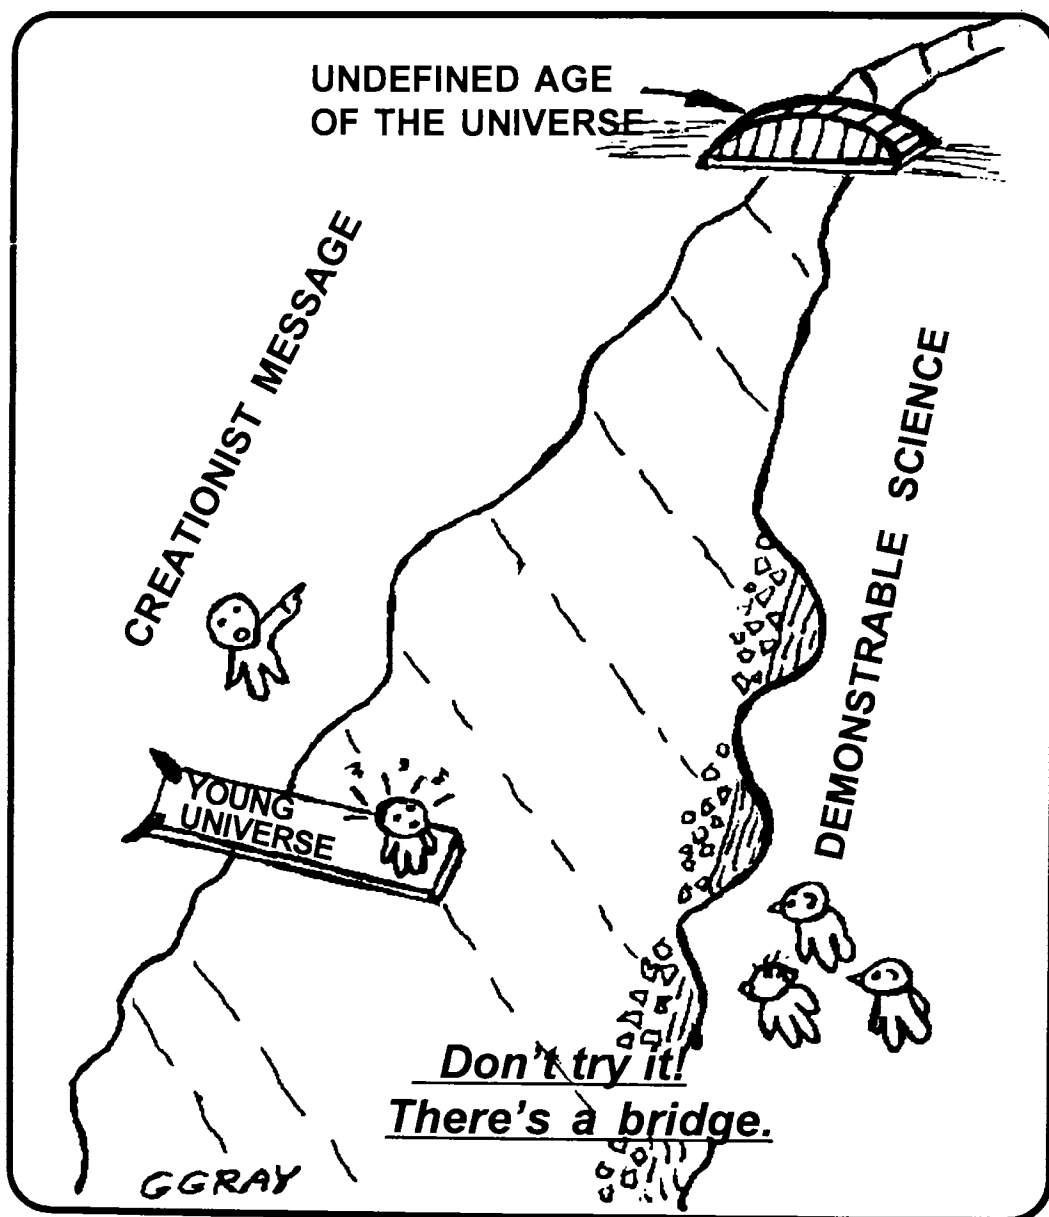 UNDEFINED AGE
OF THE UNIVERSE
CREATIONIST MESSAGE
DEMONSTRABLE SCIENCE
YOUNG
UNIVERSE
Don't try it!
There's a bridge.
GGRAY